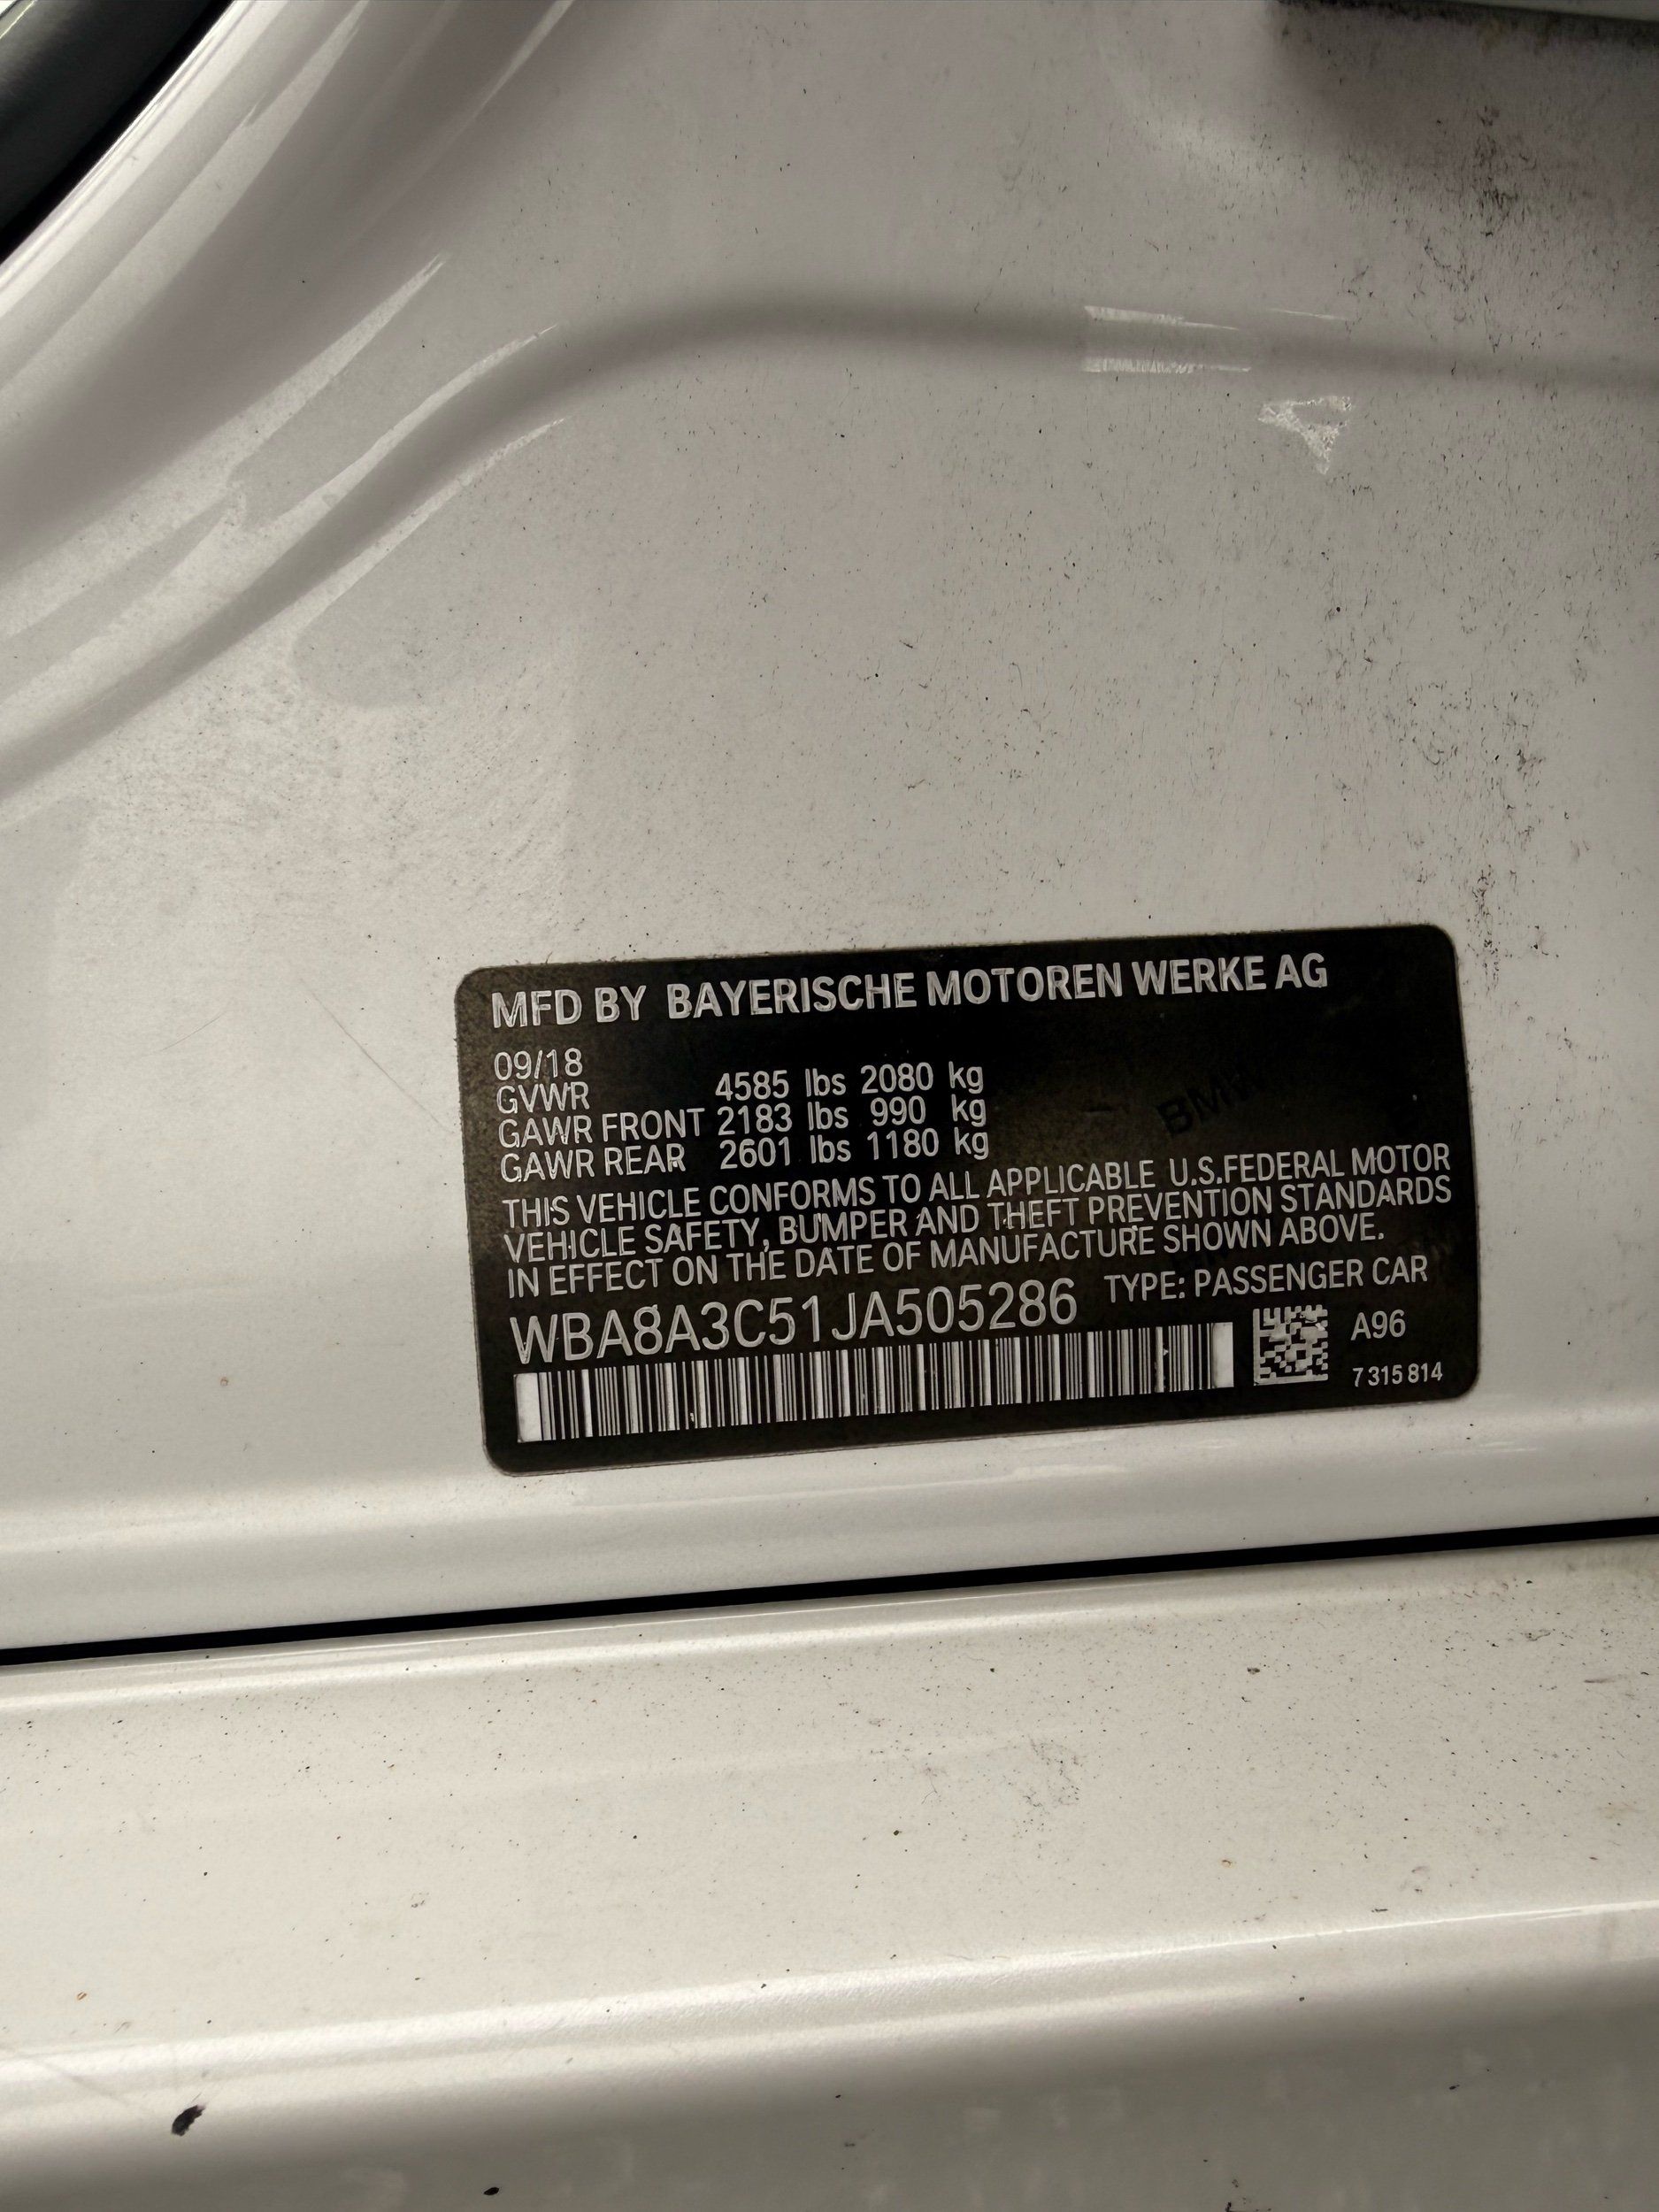 MFD BY BAYERISCHE MOTOREN WERKE AG
09/18
GVWR 4585 lbs 2080 kg
GAWR FRONT 2183 lbs 990 kg
GAWR REAR 2601 lbs 1180 kg
THIS VEHICLE CONFORMS TO ALL APPLICABLE U.S.FEDERAL MOTOR
VEHICLE SAFETY, BUMPER AND THEFT PREVENTION STANDARDS
IN EFFECT ON THE DATE OF MANUFACTURE SHOWN ABOVE.
WBA8A3C51JA505286 TYPE: PASSENGER CAR
A96
7 315 814